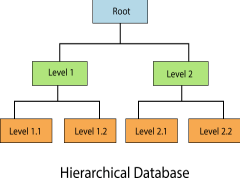 Root
Level 1
Level 2
Level 1.1
Level 1.2
Level 2.1
Level 2.2
Hierarchical Database